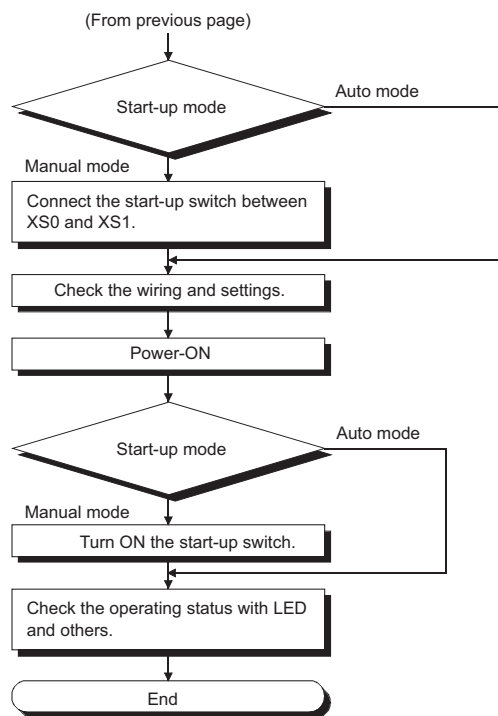 (From previous page)
Start-up mode
Auto mode
Manual mode
Connect the start-up switch between
XS0 and XS1.
Check the wiring and settings.
Power-ON
Start-up mode
Auto mode
Manual mode
Turn ON the start-up switch.
Check the operating status with LED
and others.
End